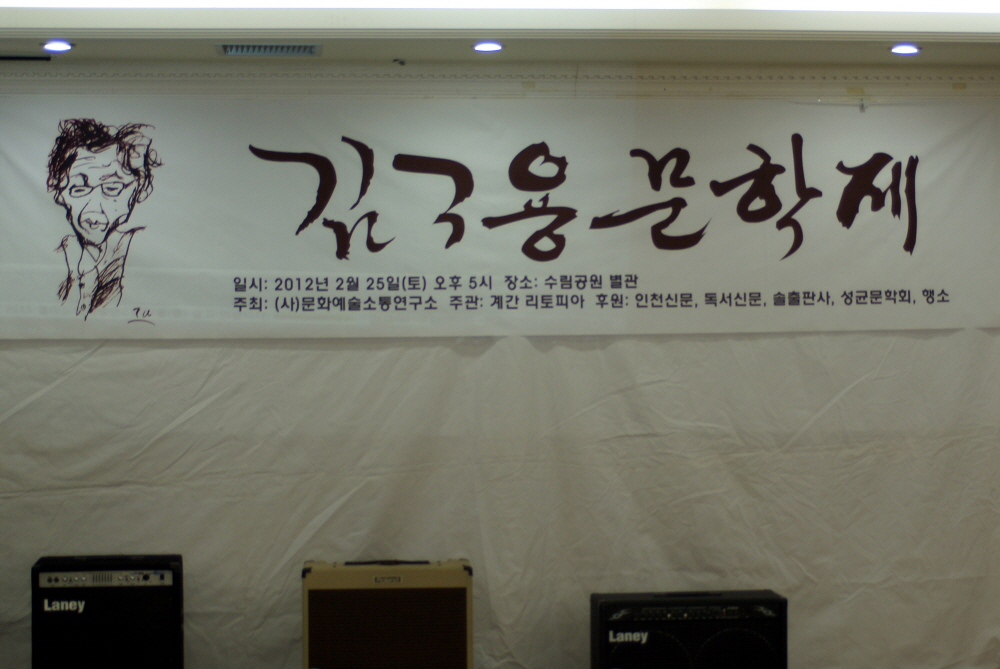 김구용문학제
일시: 2012년 2월 25일(토) 오후 5시 장소: 수림공원 별관
주최: (사)문화예술소통연구소 주관: 계간 리토피아 후원: 인천신문, 독서신문, 솔출판사, 성균문학회, 행소
Laney
Laney